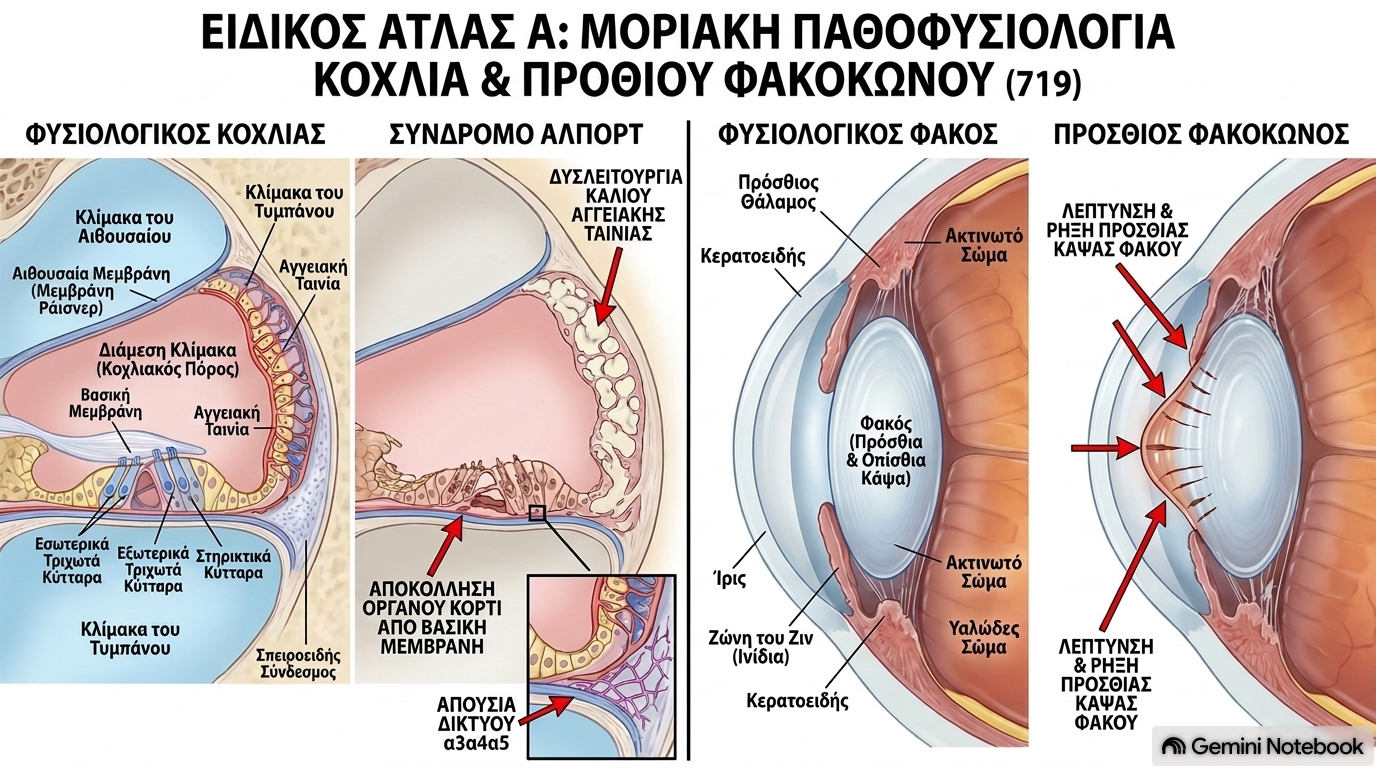 ΕΙΔΙΚΟΣ ΑΤΛΑΣ Α: ΜΟΡΙΑΚΗ ΠΑΘΟΦΥΣΙΟΛΟΓΙΑ
ΚΟΧΛΙΑ & ΠΡΟΘΙΟΥ ΦΑΚΟΚΩΝΟΥ (719)
ΦΥΣΙΟΛΟΓΙΚΟΣ ΚΟΧΛΙΑΣ
Κλίμακα του
Αιθουσαίου
Κλίμακα του
Τυμπάνου
Αιθουσαία Μεμβράνη
(Μεμβράνη
Ράισνερ)
Αγγειακή
Ταινία
Διάμεση Κλίμακα
(Κοχλιακός Πόρος)
Βασική
Μεμβράνη
Αγγειακή
Ταινία
Εσωτερικά
Τριχωτά
Κύτταρα
Εξωτερικά
Τριχωτά
Κύτταρα
Στηρικτικά
Κύτταρα
Κλίμακα του
Τυμπάνου
Σπειροειδής
Σύνδεσμος
ΣΥΝΔΡΟΜΟ ΑΛΠΟΡΤ
ΔΥΣΛΕΙΤΟΥΡΓΙΑ
ΚΑΛΙΟΥ
ΑΓΓΕΙΑΚΗΣ
ΤΑΙΝΙΑΣ
ΑΠΟΚΟΛΛΗΣΗ
ΟΡΓΑΝΟΥ ΚΟΡΤΙ
ΑΠΟ ΒΑΣΙΚΗ
ΜΕΜΒΡΑΝΗ
ΑΠΟΥΣΙΑ
ΔΙΚΤΥΟΥ
α3α4α5
ΦΥΣΙΟΛΟΓΙΚΟΣ ΦΑΚΟΣ
Πρόσθιος
Θάλαμος
Κερατοειδής
Ακτινωτό
Σώμα
Φακός
(Πρόσθια
& Οπίσθια
Κάψα)
Ίρις
Ακτινωτό
Σώμα
Ζώνη του Ζιν
(Ινίδια)
Υαλώδες
Σώμα
Κερατοειδής
ΠΡΟΣΘΙΟΣ ΦΑΚΟΚΩΝΟΣ
ΛΕΠΤΥΝΣΗ &
ΡΗΞΗ ΠΡΟΣΘΙΑΣ
ΚΑΨΑΣ ΦΑΚΟΥ
ΛΕΠΤΥΝΣΗ
& ΡΗΞΗ
ΠΡΟΣΘΙΑΣ
ΚΑΨΑΣ
ΦΑΚΟΥ
Gemini Notebook